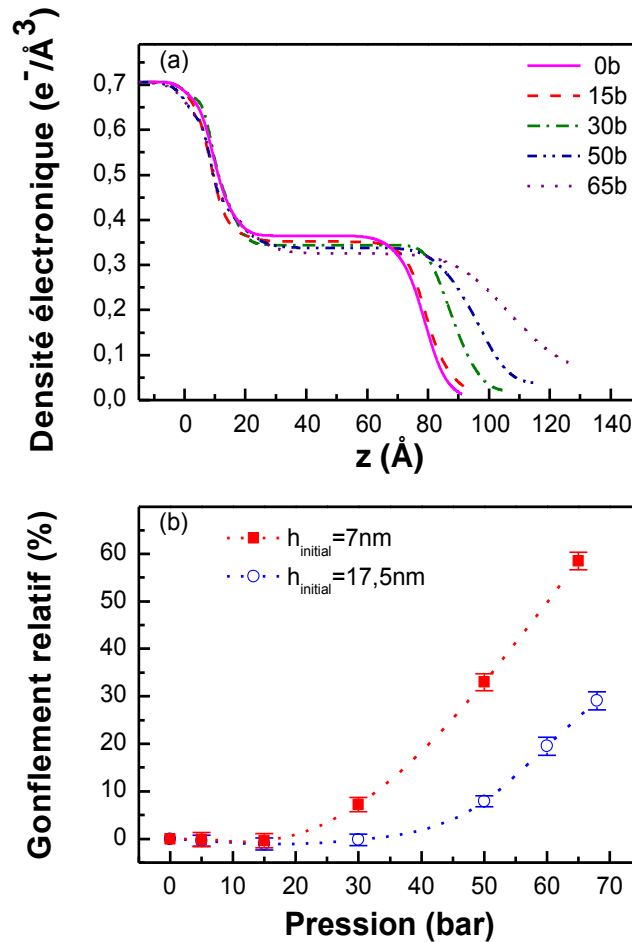 (a)
0b
15b
30b
50b
65b
Densité électronique (e⁻/Å³)
0,7
0,6
0,5
0,4
0,3
0,2
0,1
0,0
0 20 40 60 80 100 120 140
z (Å)
(b)
h_initial=7nm
h_initial=17,5nm
Gonflement relatif (%)
60
50
40
30
20
10
0
0 10 20 30 40 50 60 70
Pression (bar)